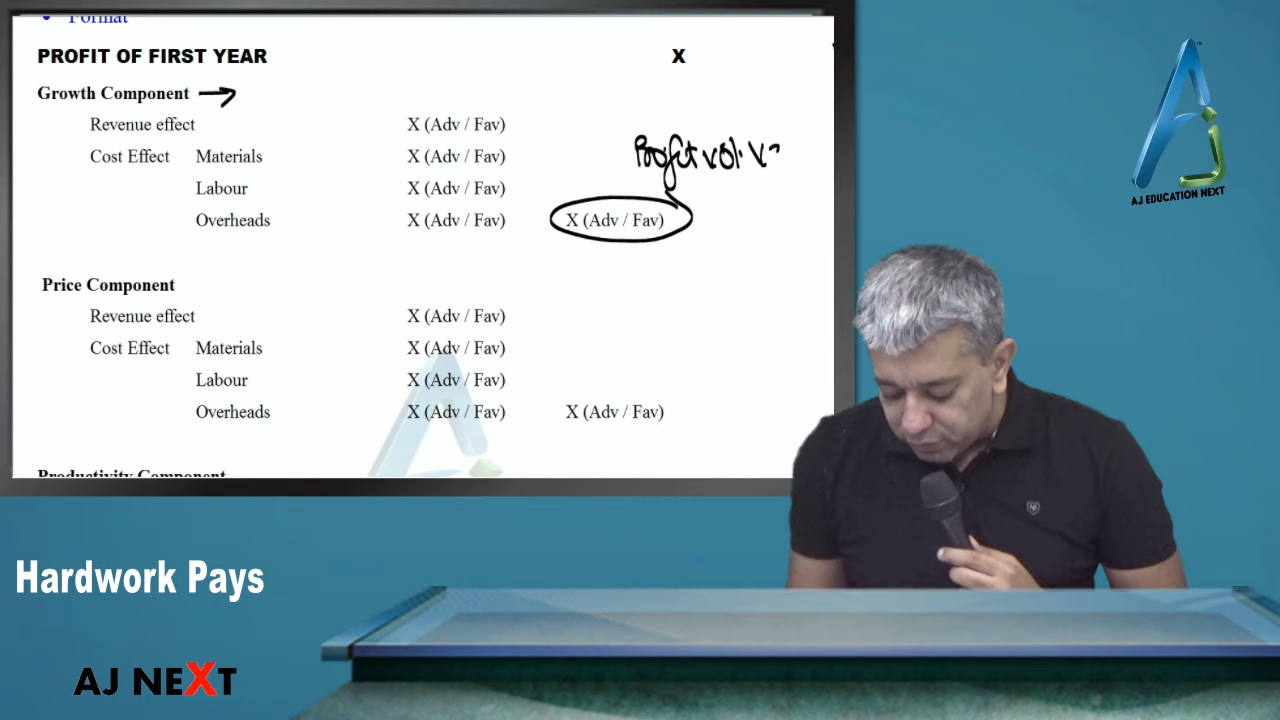 • Format
PROFIT OF FIRST YEAR X
Growth Component →
Revenue effect X (Adv / Fav)
Cost Effect Materials X (Adv / Fav)
Profit vol. V
Labour X (Adv / Fav)
Overheads X (Adv / Fav) X (Adv / Fav)
Price Component
Revenue effect X (Adv / Fav)
Cost Effect Materials X (Adv / Fav)
Labour X (Adv / Fav)
Overheads X (Adv / Fav) X (Adv / Fav)
Productivity Component
AJ EDUCATION NEXT
Hardwork Pays
AJ NEXT